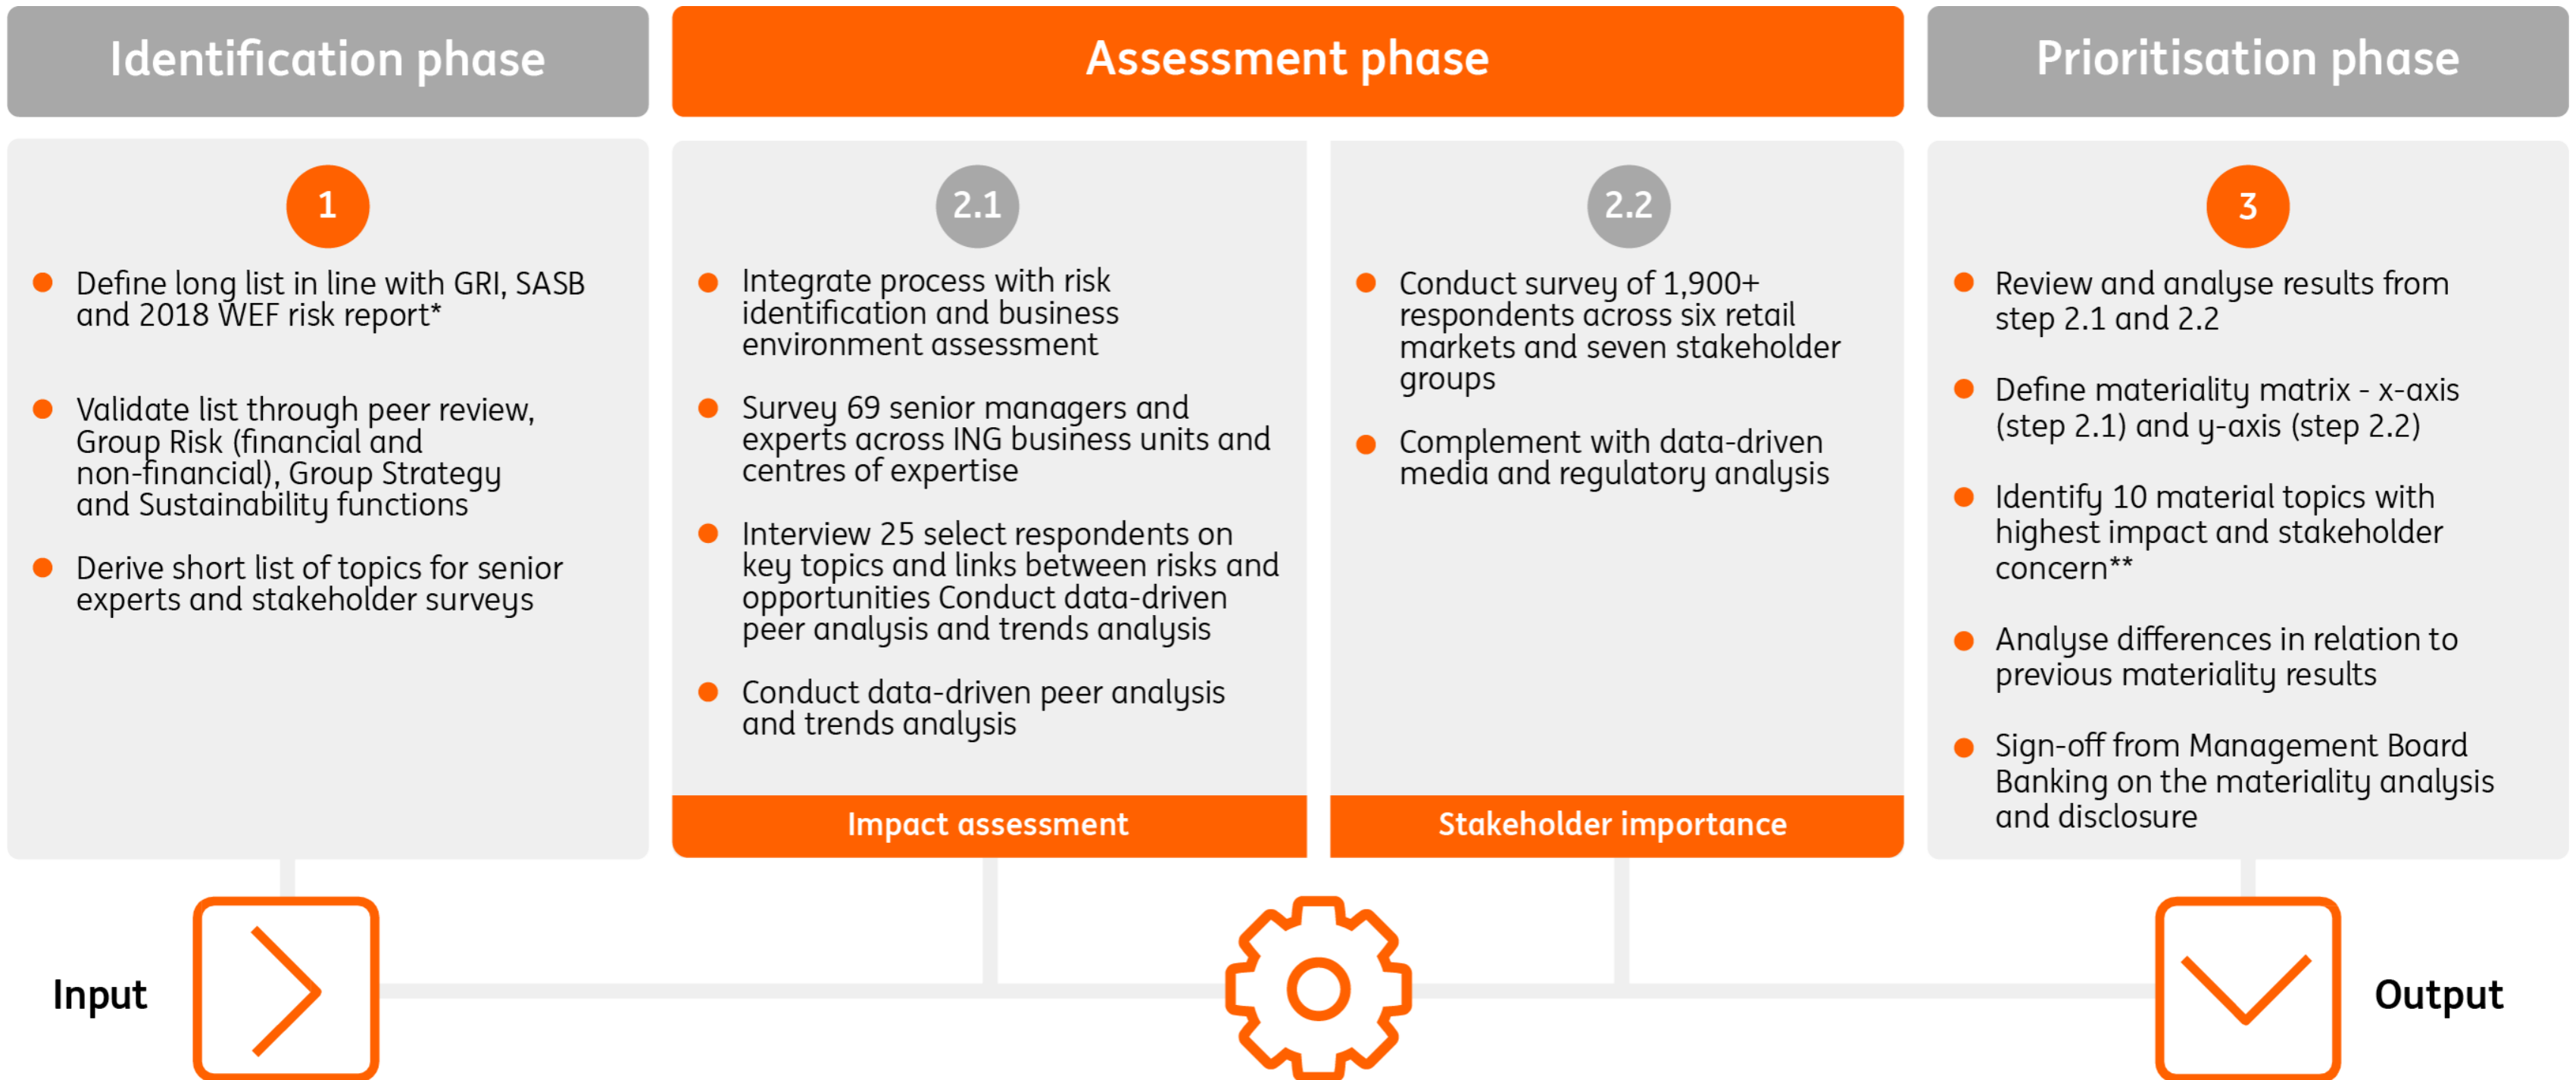 Identification phase
Assessment phase
Prioritisation phase
1
Define long list in line with GRI, SASB
and 2018 WEF risk report*
Validate list through peer review,
Group Risk (financial and
non-financial), Group Strategy
and Sustainability functions
Derive short list of topics for senior
experts and stakeholder surveys
2.1
Integrate process with risk
identification and business
environment assessment
Survey 69 senior managers and
experts across ING business units and
centres of expertise
Interview 25 select respondents on
key topics and links between risks and
opportunities Conduct data-driven
peer analysis and trends analysis
Conduct data-driven peer analysis
and trends analysis
Impact assessment
2.2
Conduct survey of 1,900+
respondents across six retail
markets and seven stakeholder
groups
Complement with data-driven
media and regulatory analysis
Stakeholder importance
3
Review and analyse results from
step 2.1 and 2.2
Define materiality matrix - x-axis
(step 2.1) and y-axis (step 2.2)
Identify 10 material topics with
highest impact and stakeholder
concern**
Analyse differences in relation to
previous materiality results
Sign-off from Management Board
Banking on the materiality analysis
and disclosure
Input
Output